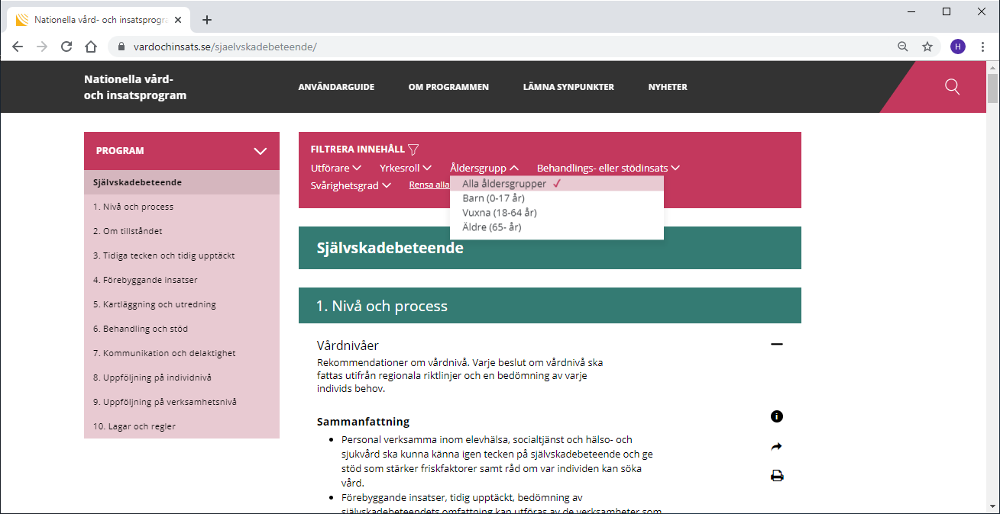 Nationella vård- och insatsprogra
vardochinsats.se/sjaelvskadebeteende/
H
Nationella vård-
och insatsprogram
ANVÄNDARGUIDE
OM PROGRAMMEN
LÄMNA SYNPUNKTER
NYHETER
PROGRAM
Självskadebeteende
1. Nivå och process
2. Om tillståndet
3. Tidiga tecken och tidig upptäckt
4. Förebyggande insatser
5. Kartläggning och utredning
6. Behandling och stöd
7. Kommunikation och delaktighet
8. Uppföljning på individnivå
9. Uppföljning på verksamhetsnivå
10. Lagar och regler
FILTRERA INNEHÅLL
Utförare Yrkesroll Åldersgrupp Behandlings- eller stödinsats
Svårighetsgrad Rensa alla
Alla åldersgrupper
Barn (0-17 år)
Vuxna (18-64 år)
Äldre (65- år)
Självskadebeteende
1. Nivå och process
Vårdnivåer
Rekommendationer om vårdnivå. Varje beslut om vårdnivå ska
fattas utifrån regionala riktlinjer och en bedömning av varje
individs behov.
Sammanfattning
• Personal verksamma inom elevhälsa, socialtjänst och hälso- och
sjukvård ska kunna känna igen tecken på självskadebeteende och ge
stöd som stärker friskfaktorer samt råd om var individen kan söka
vård.
• Förebyggande insatser, tidig upptäckt, bedömning av
självskadebeteendets omfattning kan utföras av de verksamheter som